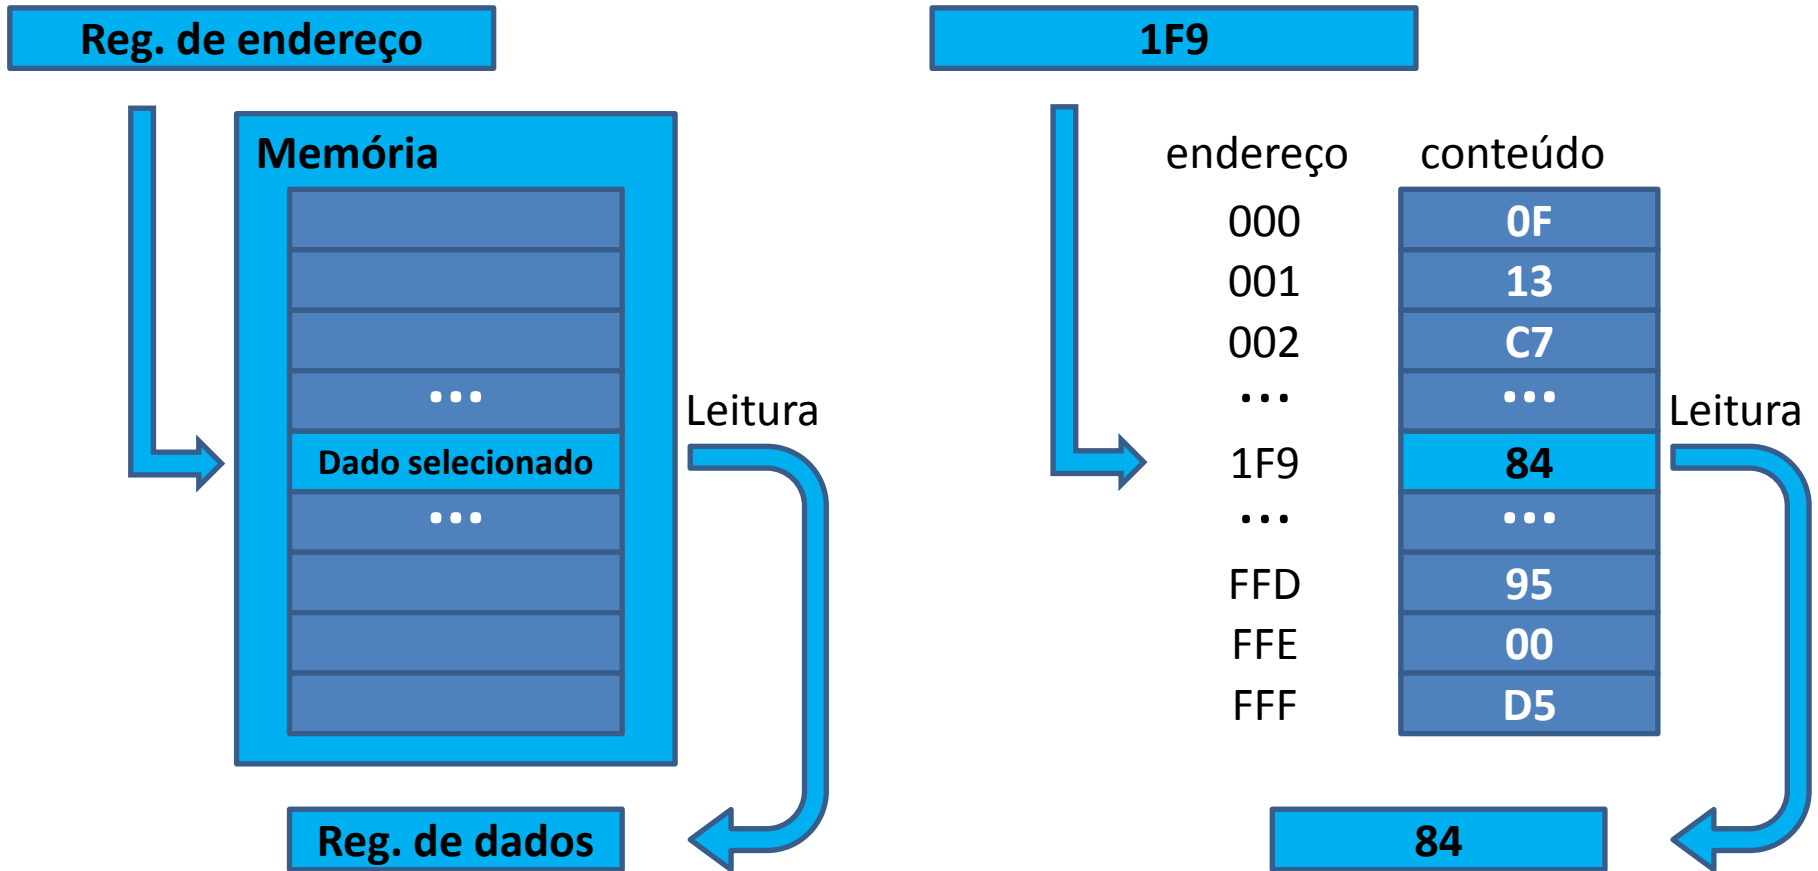 Reg. de endereço
Memória
...
Dado selecionado
...
Leitura
Reg. de dados
1F9
endereço conteúdo
000 0F
001 13
002 C7
... ...
1F9 84
... ...
FFD 95
FFE 00
FFF D5
Leitura
84